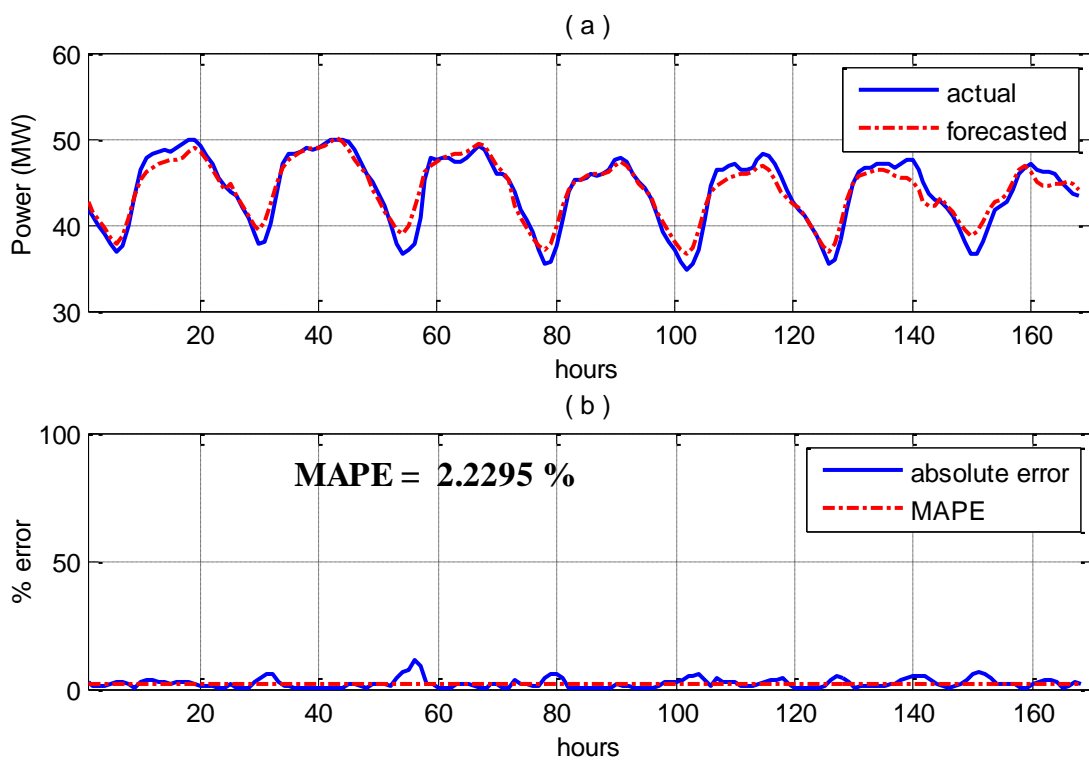 ( a )
60
50
40
30
Power (MW)
actual
forecasted
20 40 60 80 100 120 140 160
hours
( b )
100
50
0
% error
MAPE = 2.2295 %
absolute error
MAPE
20 40 60 80 100 120 140 160
hours